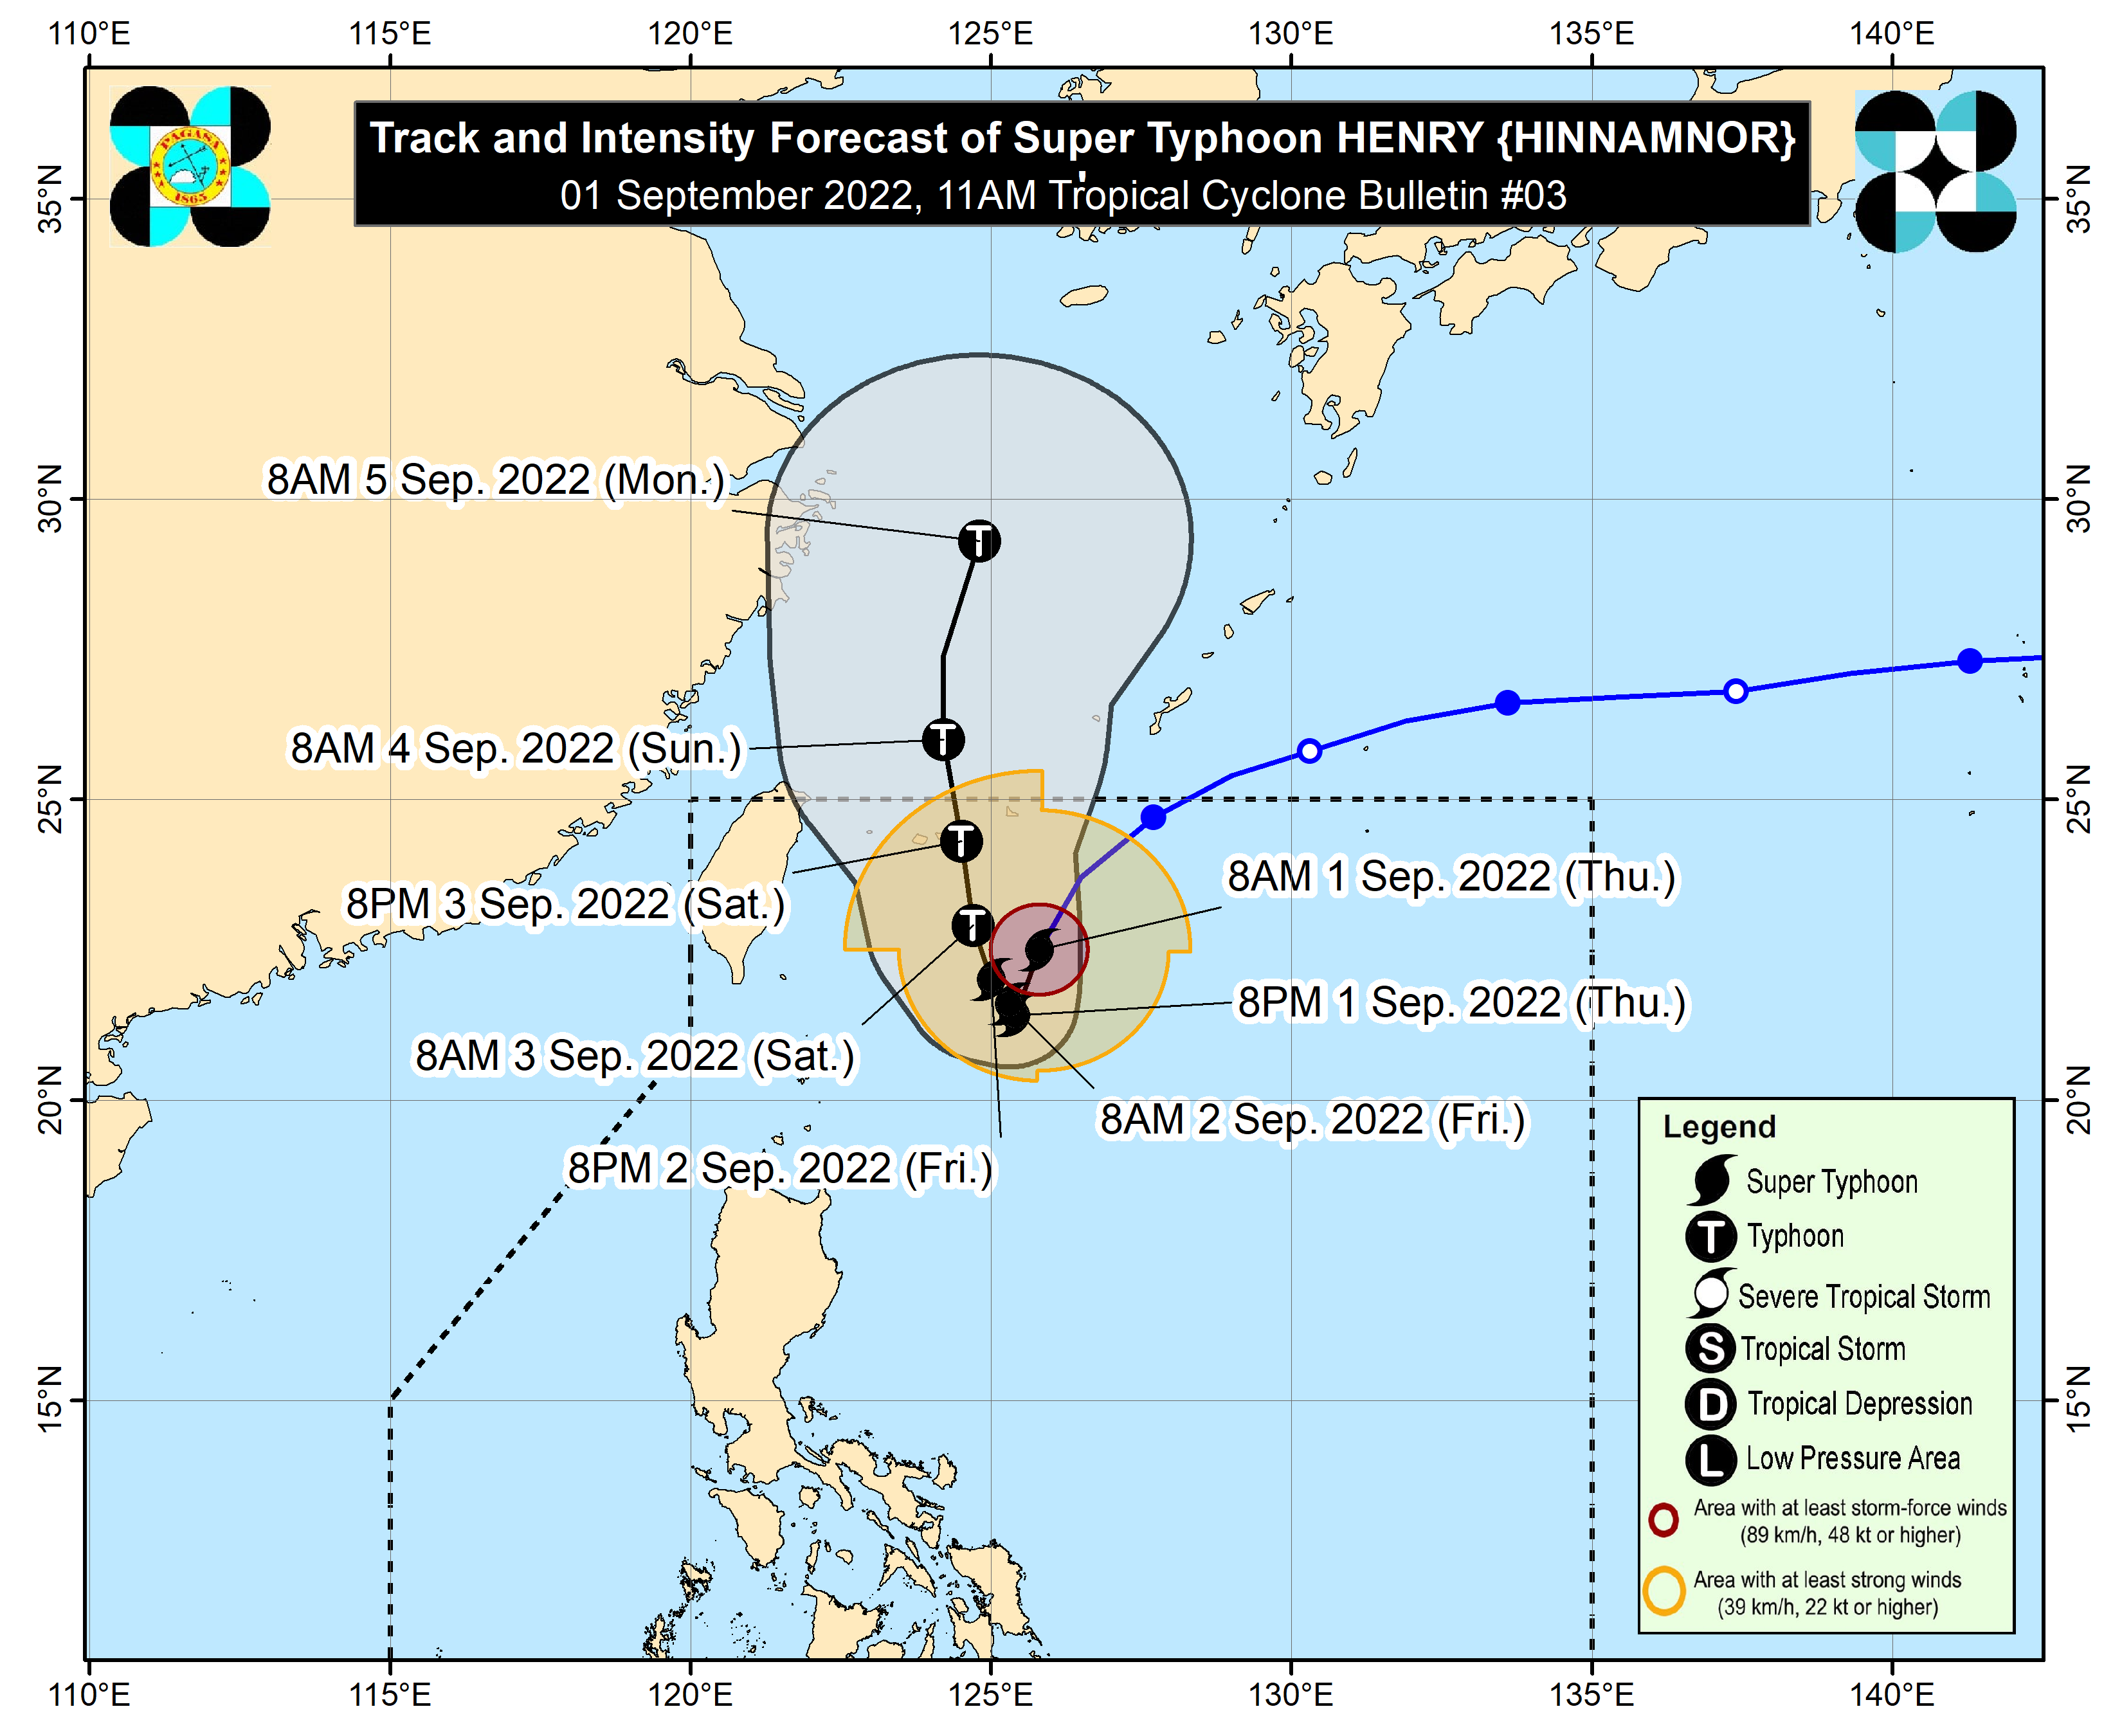 110°E 115°E 120°E 125°E 130°E 135°E 140°E
PAGASA
1865
Track and Intensity Forecast of Super Typhoon HENRY {HINNAMNOR}
01 September 2022, 11AM Tropical Cyclone Bulletin #03
35°N 35°N
8AM 5 Sep. 2022 (Mon.)
30°N 30°N
8AM 4 Sep. 2022 (Sun.)
25°N 25°N
8AM 1 Sep. 2022 (Thu.)
8PM 3 Sep. 2022 (Sat.)
8PM 1 Sep. 2022 (Thu.)
8AM 3 Sep. 2022 (Sat.)
20°N 20°N
8AM 2 Sep. 2022 (Fri.)
8PM 2 Sep. 2022 (Fri.)
T
T
T
T
Legend
Super Typhoon
T Typhoon
Severe Tropical Storm
S Tropical Storm
D Tropical Depression
L Low Pressure Area
Area with at least storm-force winds
(89 km/h, 48 kt or higher)
Area with at least strong winds
(39 km/h, 22 kt or higher)
15°N 15°N
110°E 115°E 120°E 125°E 130°E 135°E 140°E